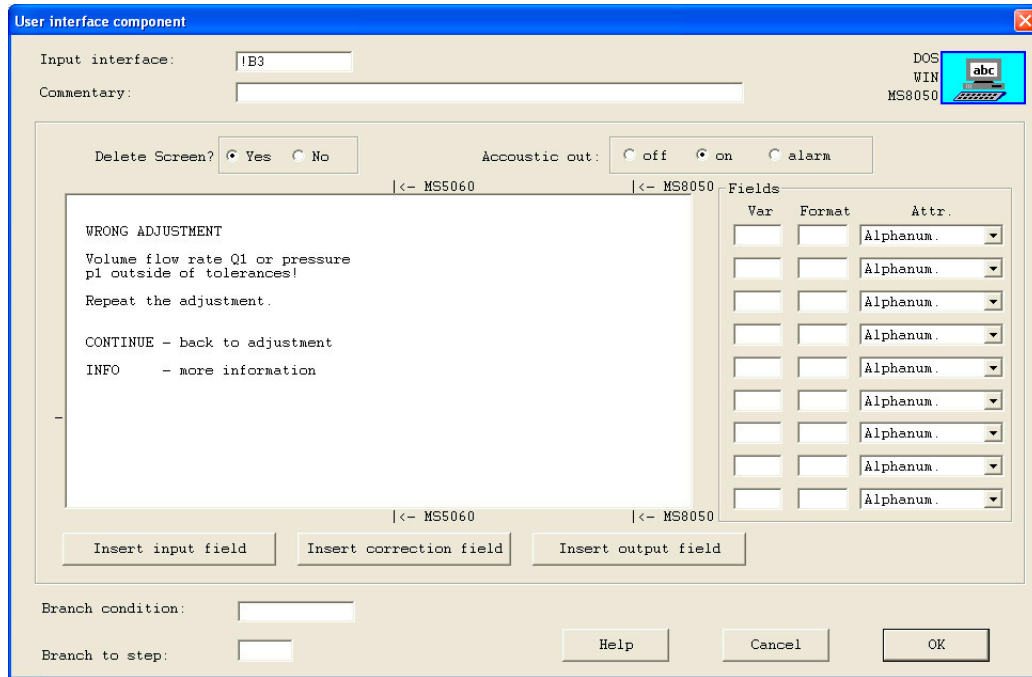 User interface component
Input interface: !B3
DOS
WIN
MS8050
abc
Commentary:
Delete Screen? Yes No Accoustic out: off on alarm
|<- MS5060 |<- MS8050
Fields
Var Format Attr.
WRONG ADJUSTMENT
Volume flow rate Q1 or pressure
p1 outside of tolerances!
Repeat the adjustment.
CONTINUE - back to adjustment
INFO - more information
Alphanum.
Alphanum.
Alphanum.
Alphanum.
Alphanum.
Alphanum.
Alphanum.
Alphanum.
Alphanum.
|<- MS5060 |<- MS8050
Insert input field Insert correction field Insert output field
Branch condition:
Branch to step:
Help Cancel OK